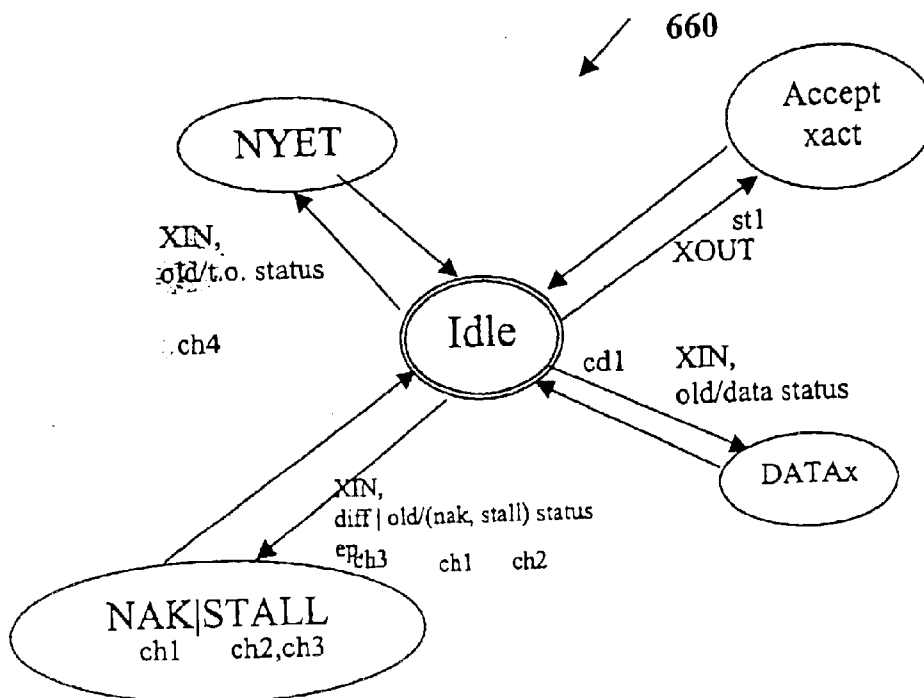 660
Accept
xact
NYET
st1
XOUT
XIN,
old/t.o. status
ch4
Idle
cd1
XIN,
old/data status
DATAx
XIN,
diff | old/(nak, stall) status
ep
ch3 ch1 ch2
NAK|STALL
ch1 ch2,ch3